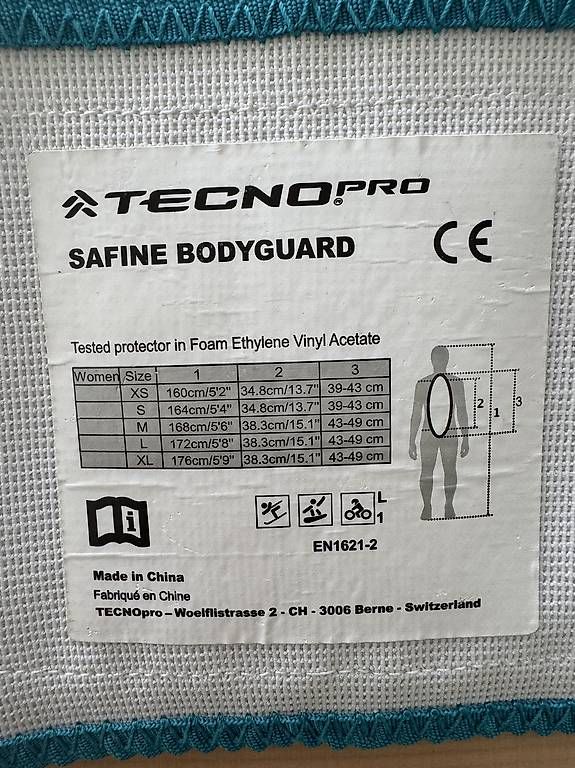 TECNOPRO®
SAFINE BODYGUARD CE
Tested protector in Foam Ethylene Vinyl Acetate
Women Size 1 2 3
XS 160cm/5'2" 34.8cm/13.7" 39-43 cm
S 164cm/5'4" 34.8cm/13.7" 39-43 cm
M 168cm/5'6" 38.3cm/15.1" 43-49 cm
L 172cm/5'8" 38.3cm/15.1" 43-49 cm
XL 176cm/5'9" 38.3cm/15.1" 43-49 cm
2 1 3
i
L
1
EN1621-2
Made in China
Fabriqué en Chine
TECNOpro – Woelflistrasse 2 - CH - 3006 Berne - Switzerland